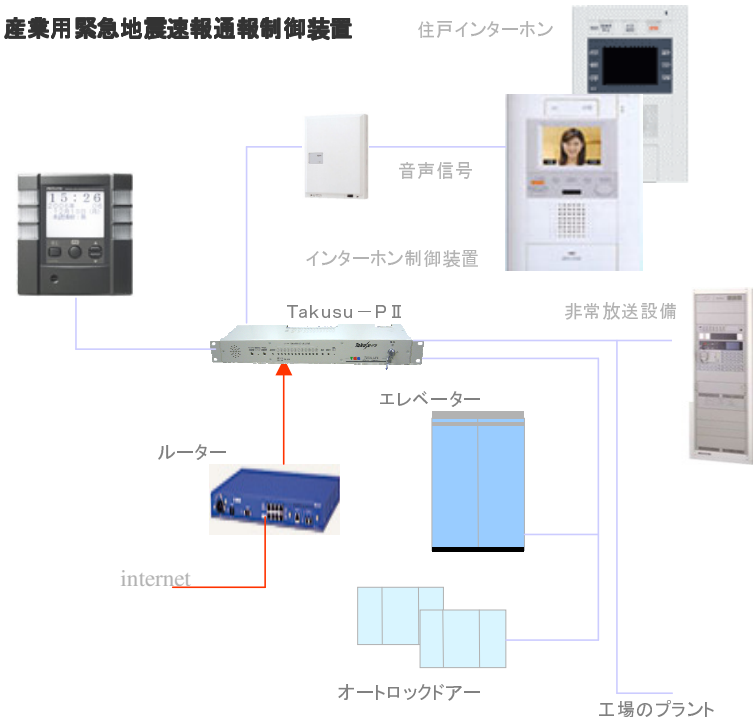 産業用緊急地震速報通報制御装置
住戸インターホン
音声信号
15:26
インターホン制御装置
Takusu－PⅡ
非常放送設備
エレベーター
ルーター
internet
オートロックドアー
工場のプラント